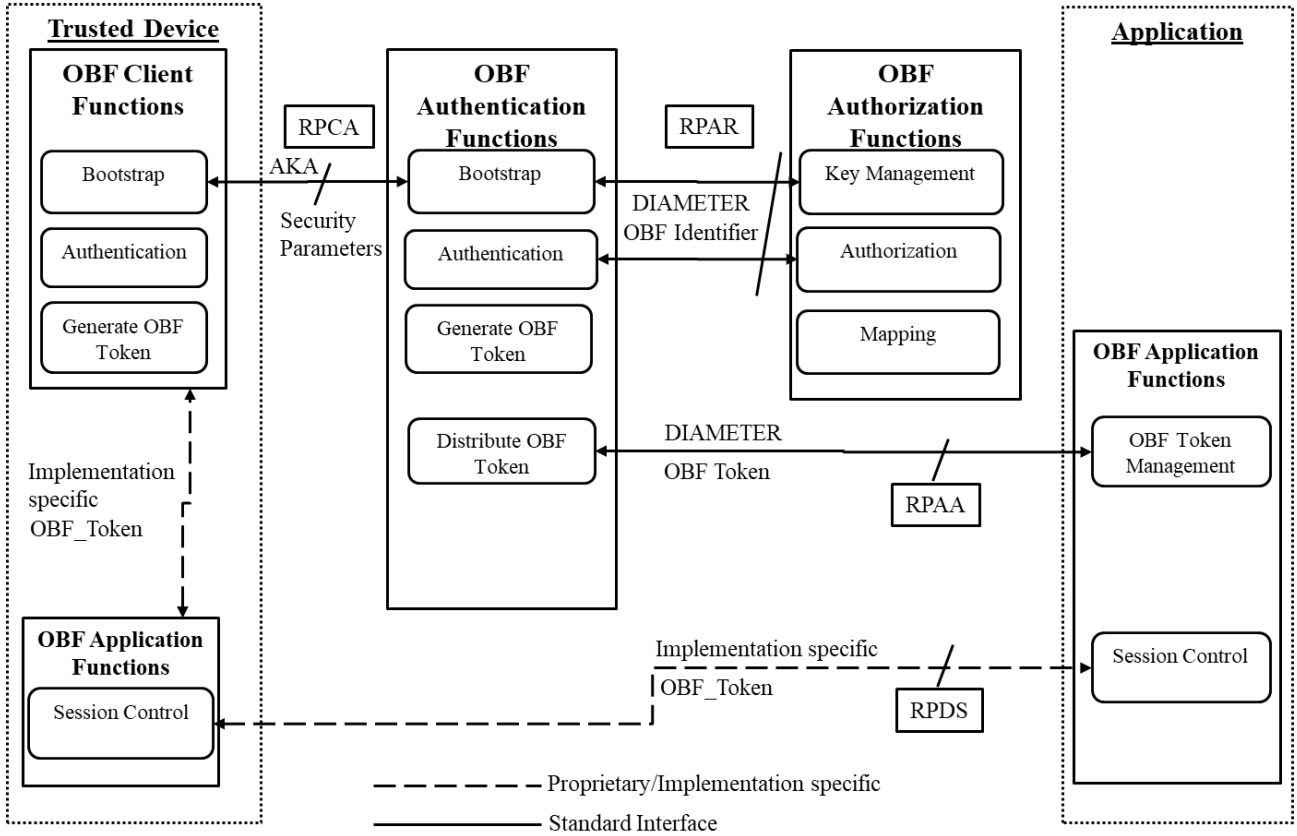 Trusted Device
OBF Client
Functions
Bootstrap
Authentication
Generate OBF
Token
Implementation
specific
OBF_Token
OBF Application
Functions
Session Control
RPCA
AKA
Security
Parameters
OBF
Authentication
Functions
Bootstrap
Authentication
Generate OBF
Token
Distribute OBF
Token
RPAR
DIAMETER
OBF Identifier
OBF
Authorization
Functions
Key Management
Authorization
Mapping
DIAMETER
OBF Token
RPAA
Implementation specific
OBF_Token
RPDS
Application
OBF Application
Functions
OBF Token
Management
Session Control
Proprietary/Implementation specific
Standard Interface